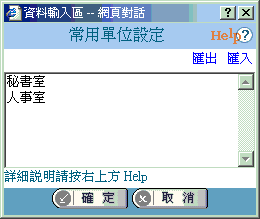 資料輸入區 -- 網頁對話
常用單位設定 Help?
匯出 匯入
秘書室
人事室
詳細說明請按右上方 Help
確 定 取 消